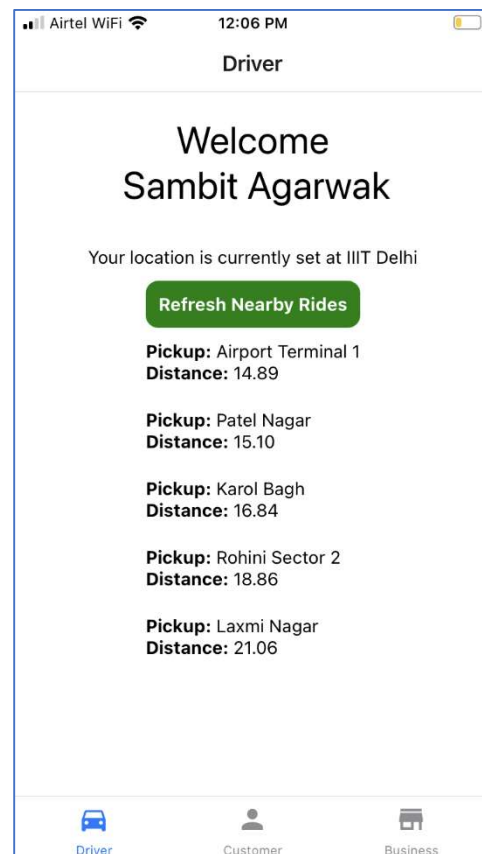 Airtel WiFi 12:06 PM
Driver
Welcome
Sambit Agarwak
Your location is currently set at IIIT Delhi
Refresh Nearby Rides
Pickup: Airport Terminal 1
Distance: 14.89
Pickup: Patel Nagar
Distance: 15.10
Pickup: Karol Bagh
Distance: 16.84
Pickup: Rohini Sector 2
Distance: 18.86
Pickup: Laxmi Nagar
Distance: 21.06
Driver Customer Business